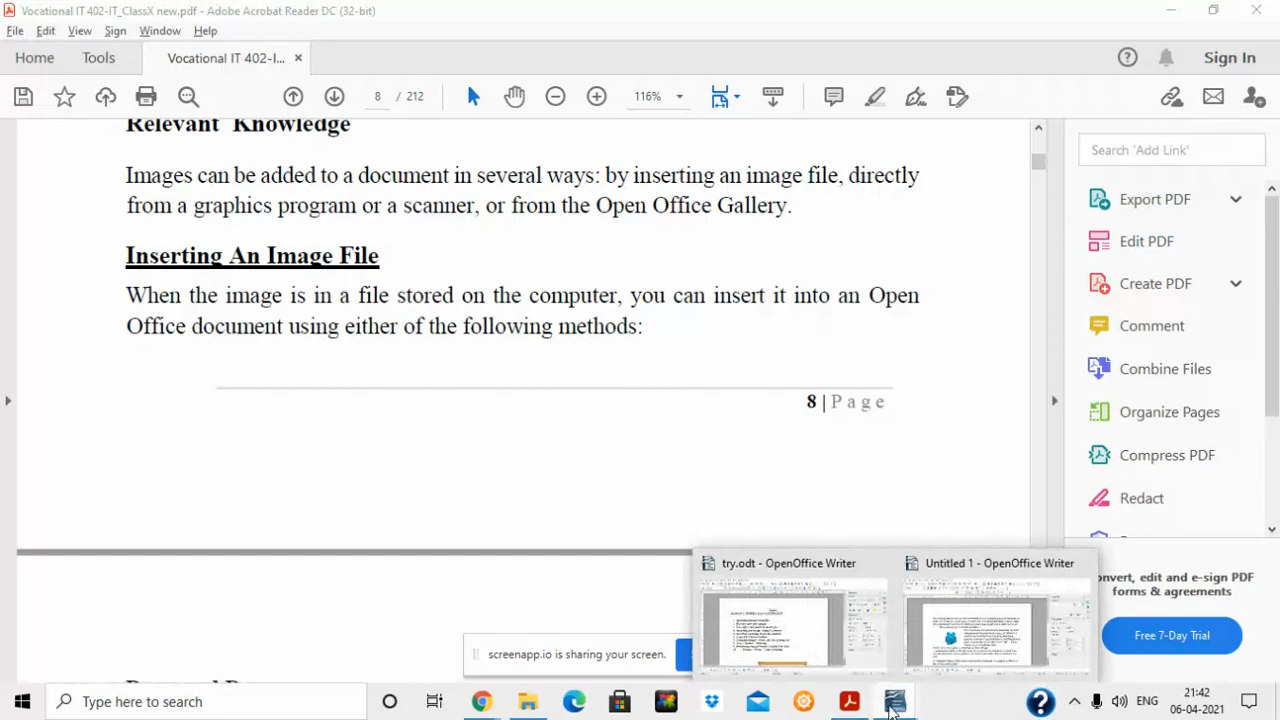 Vocational IT 402-IT_ClassX new.pdf - Adobe Acrobat Reader DC (32-bit)
File Edit View Sign Window Help
Home Tools Vocational IT 402-I... × Sign In
8 / 212 116%
Relevant Knowledge
Search 'Add Link'
Images can be added to a document in several ways: by inserting an image file, directly
from a graphics program or a scanner, or from the Open Office Gallery.
Export PDF
Edit PDF
Inserting An Image File
Create PDF
When the image is in a file stored on the computer, you can insert it into an Open
Office document using either of the following methods:
Comment
Combine Files
8 | P a g e
Organize Pages
Compress PDF
Redact
try.odt - OpenOffice Writer
Untitled 1 - OpenOffice Writer
onvert, edit and e-sign PDF
forms & agreements
Free 7-Day Trial
screenapp.io is sharing your screen.
Type here to search
ENG
21:42
06-04-2021